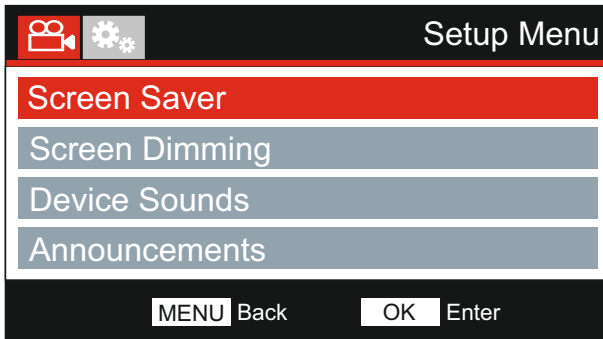 Setup Menu
Screen Saver
Screen Dimming
Device Sounds
Announcements
MENU Back OK Enter